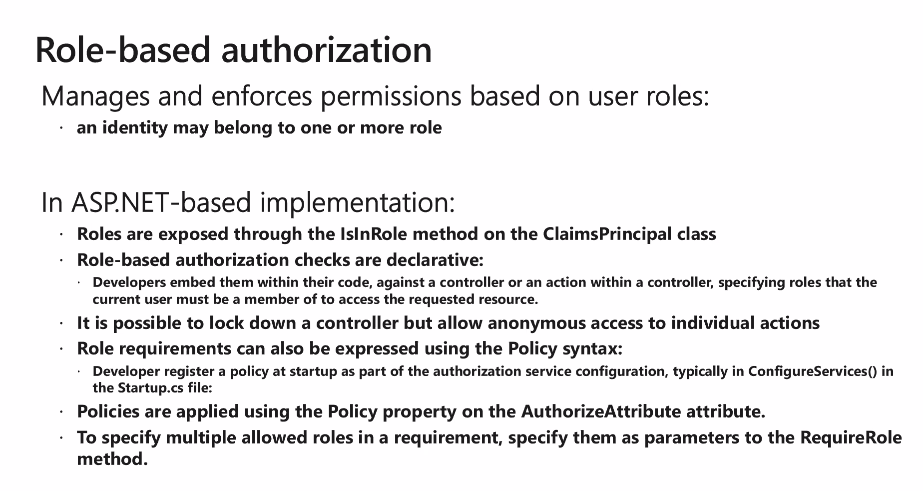 Role-based authorization
Manages and enforces permissions based on user roles:
· an identity may belong to one or more role
In ASP.NET-based implementation:
· Roles are exposed through the IsInRole method on the ClaimsPrincipal class
· Role-based authorization checks are declarative:
· Developers embed them within their code, against a controller or an action within a controller, specifying roles that the
current user must be a member of to access the requested resource.
· It is possible to lock down a controller but allow anonymous access to individual actions
· Role requirements can also be expressed using the Policy syntax:
· Developer register a policy at startup as part of the authorization service configuration, typically in ConfigureServices() in
the Startup.cs file:
· Policies are applied using the Policy property on the AuthorizeAttribute attribute.
· To specify multiple allowed roles in a requirement, specify them as parameters to the RequireRole
method.